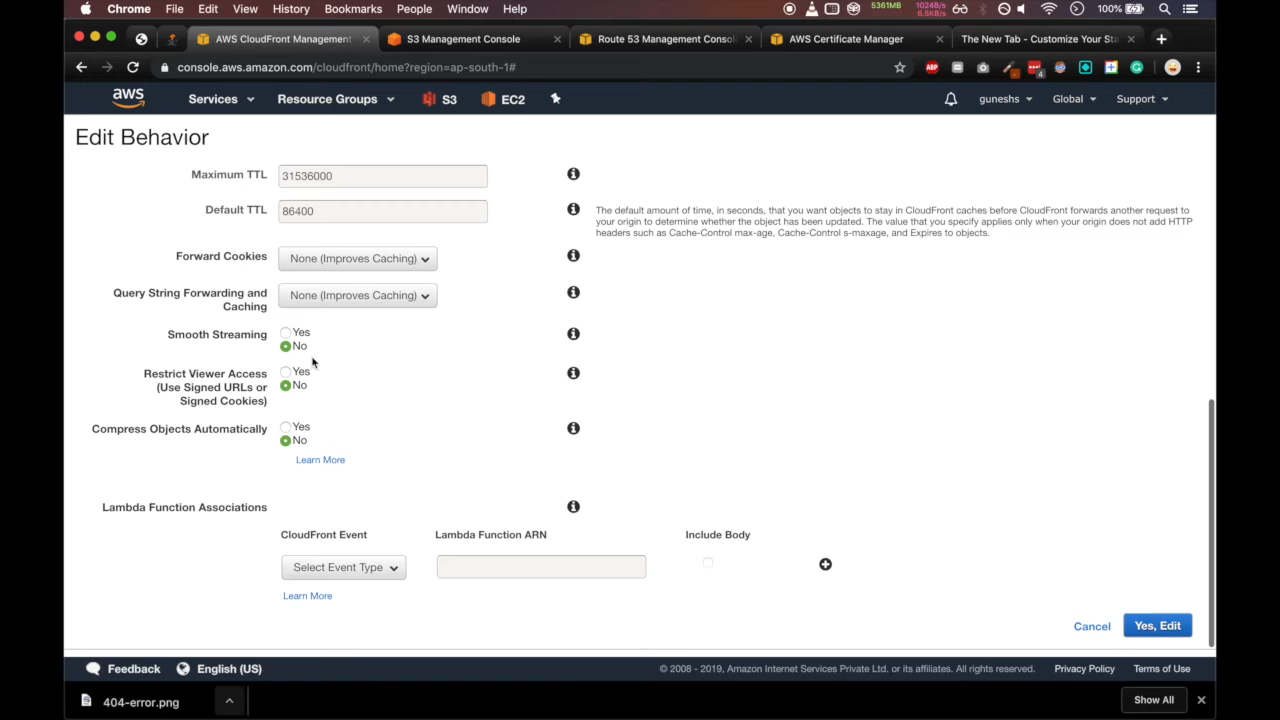 Chrome File Edit View History Bookmarks People Window Help 5361MB 1024B/s 6.5KB/s 100%
AWS CloudFront Management S3 Management Console Route 53 Management Consol AWS Certificate Manager The New Tab - Customize Your Sta
console.aws.amazon.com/cloudfront/home?region=ap-south-1# ABP 4
aws Services Resource Groups S3 EC2 guneshs Global Support
Edit Behavior
Maximum TTL 31536000
Default TTL 86400
The default amount of time, in seconds, that you want objects to stay in CloudFront caches before CloudFront forwards another request to
your origin to determine whether the object has been updated. The value that you specify applies only when your origin does not add HTTP
headers such as Cache-Control max-age, Cache-Control s-maxage, and Expires to objects.
Forward Cookies None (Improves Caching)
Query String Forwarding and
Caching
None (Improves Caching)
Smooth Streaming
Yes
No
Restrict Viewer Access
(Use Signed URLs or
Signed Cookies)
Yes
No
Compress Objects Automatically
Yes
No
Learn More
Lambda Function Associations
CloudFront Event Lambda Function ARN Include Body
Select Event Type
Learn More
Cancel Yes, Edit
Feedback English (US) © 2008 - 2019, Amazon Internet Services Private Ltd. or its affiliates. All rights reserved. Privacy Policy Terms of Use
404-error.png Show All